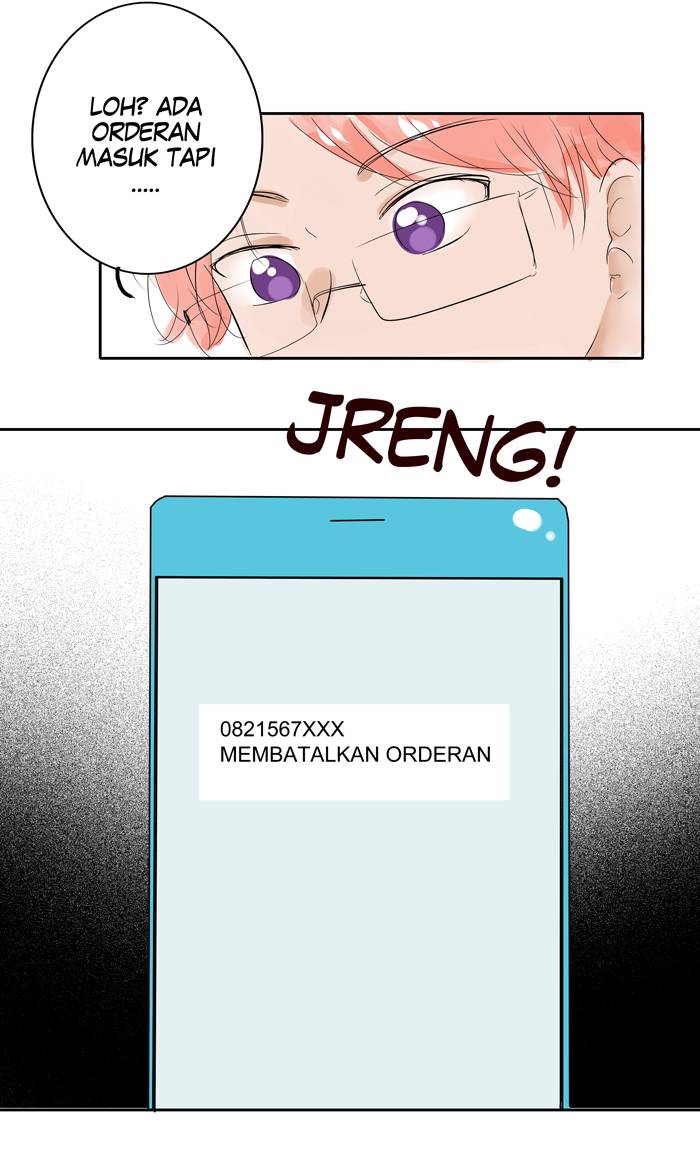 LOH? ADA
ORDERAN
MASUK TAPI
.....
JRENG!
0821567XXX
MEMBATALKAN ORDERAN